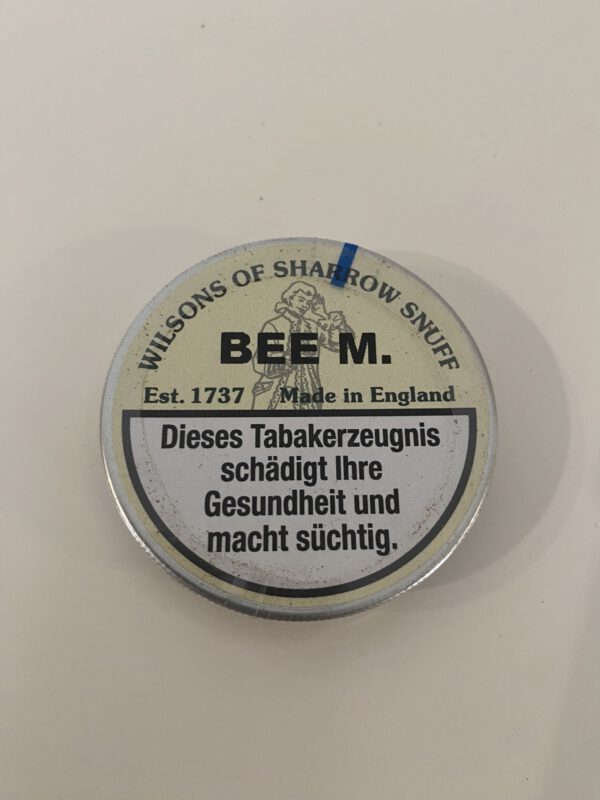 WILSONS OF SHARROW SNUFF
BEE M.
Est. 1737 Made in England
Dieses Tabakerzeugnis
schädigt Ihre
Gesundheit und
macht süchtig.